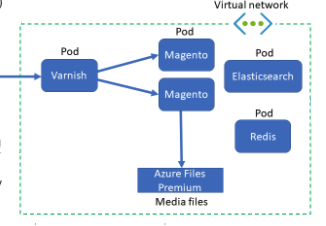 Virtual network
Pod
Pod
Magento
Pod
Varnish
Elasticsearch
Magento
Pod
Redis
Azure Files
Premium
Media files